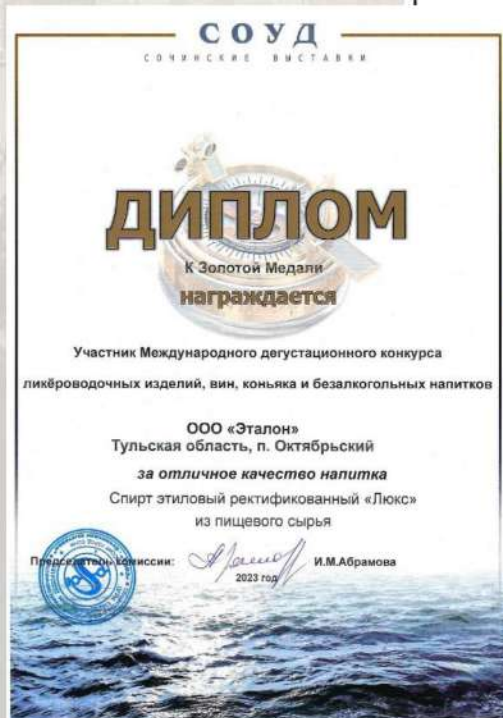 СОУД
СОЧИНСКИЕ ВЫСТАВКИ
ДИПЛОМ
К Золотой Медали
награждается
Участник Международного дегустационного конкурса
ликёроводочных изделий, вин, коньяка и безалкогольных напитков
ООО «Эталон»
Тульская область, п. Октябрьский
за отличное качество напитка
Спирт этиловый ректификованный «Люкс»
из пищевого сырья
Председатель комиссии: И.М.Абрамова
2023 год